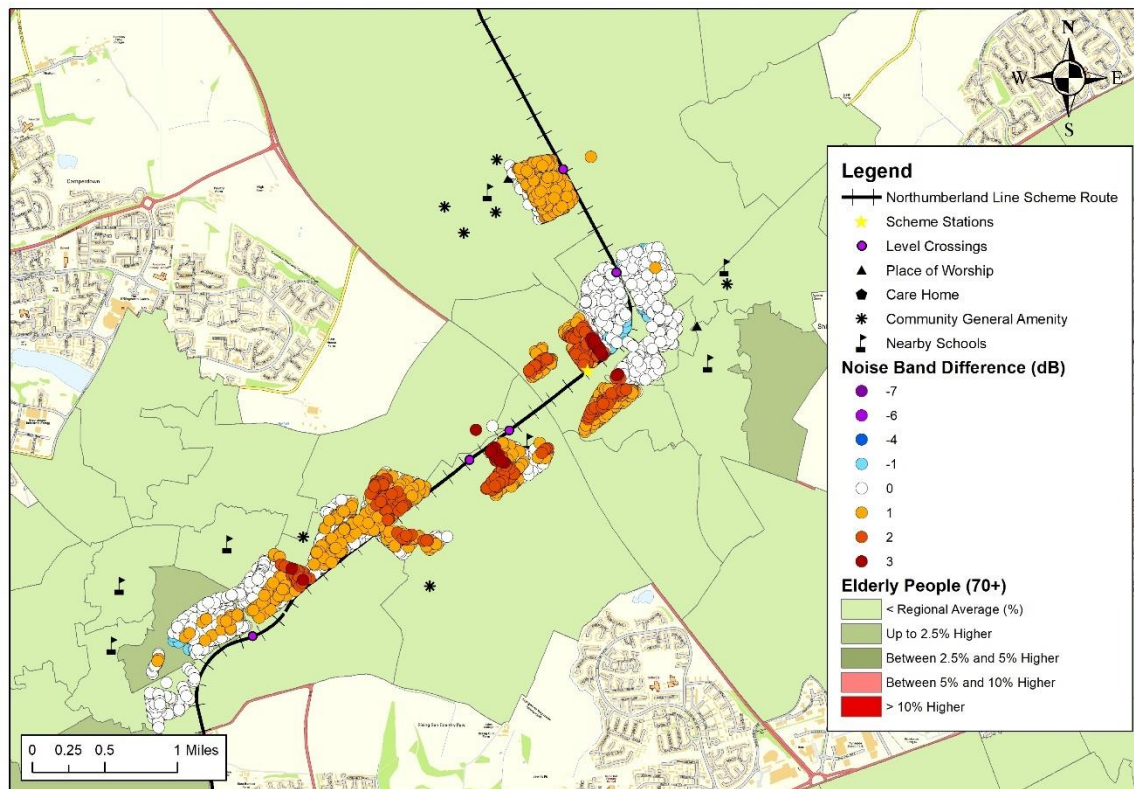 N
W E
S
Camperdown
Legend
Northumberland Line Scheme Route
Scheme Stations
Level Crossings
Place of Worship
Care Home
Community General Amenity
Nearby Schools
Noise Band Difference (dB)
-7
-6
-4
-1
0
1
2
3
Elderly People (70+)
< Regional Average (%)
Up to 2.5% Higher
Between 2.5% and 5% Higher
Between 5% and 10% Higher
> 10% Higher
0 0.25 0.5 1 Miles